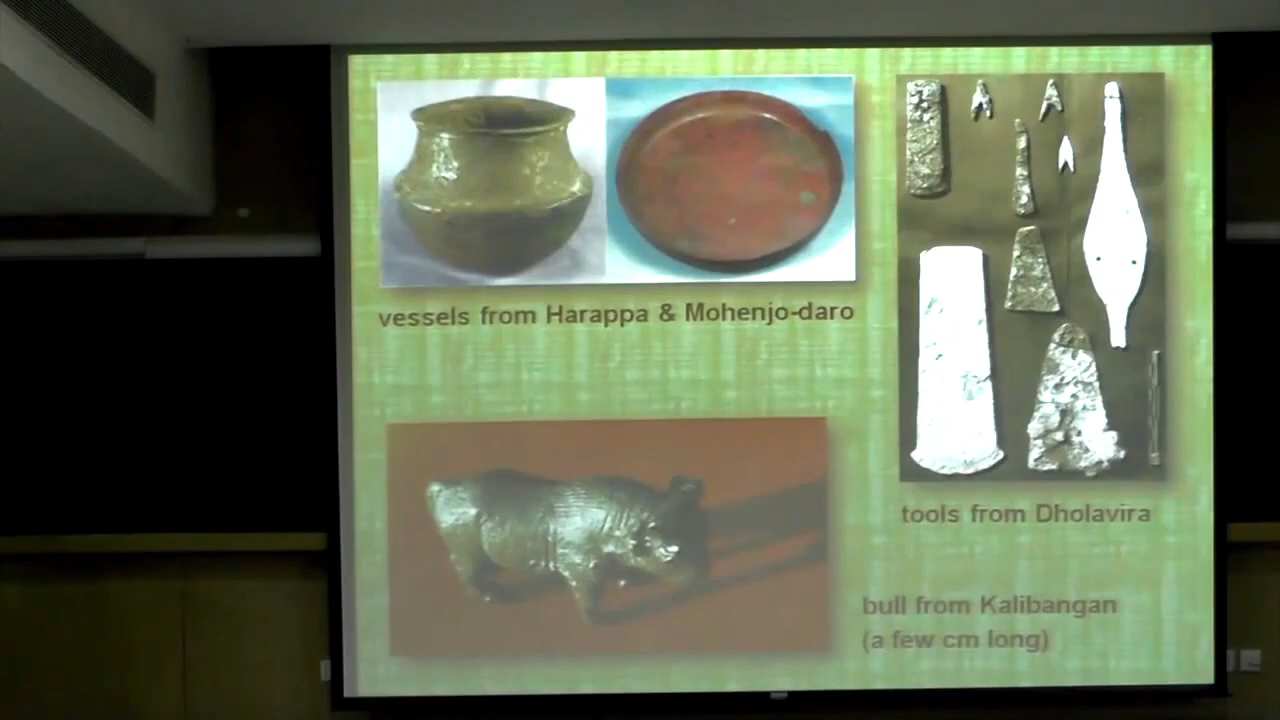 vessels from Harappa & Mohenjo-daro
tools from Dholavira
bull from Kalibangan
(a few cm long)